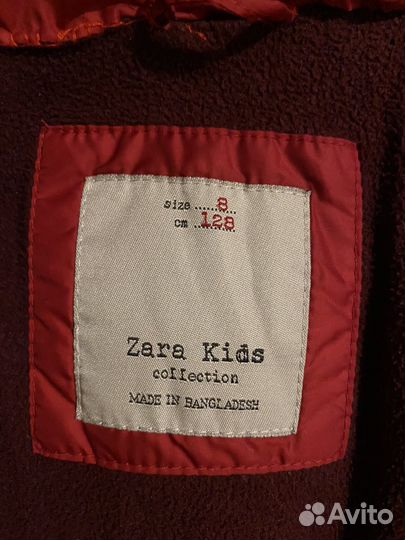 size ..... 8 ..
cm .. 128
Zara Kids
collection
MADE IN BANGLADESH
Avito